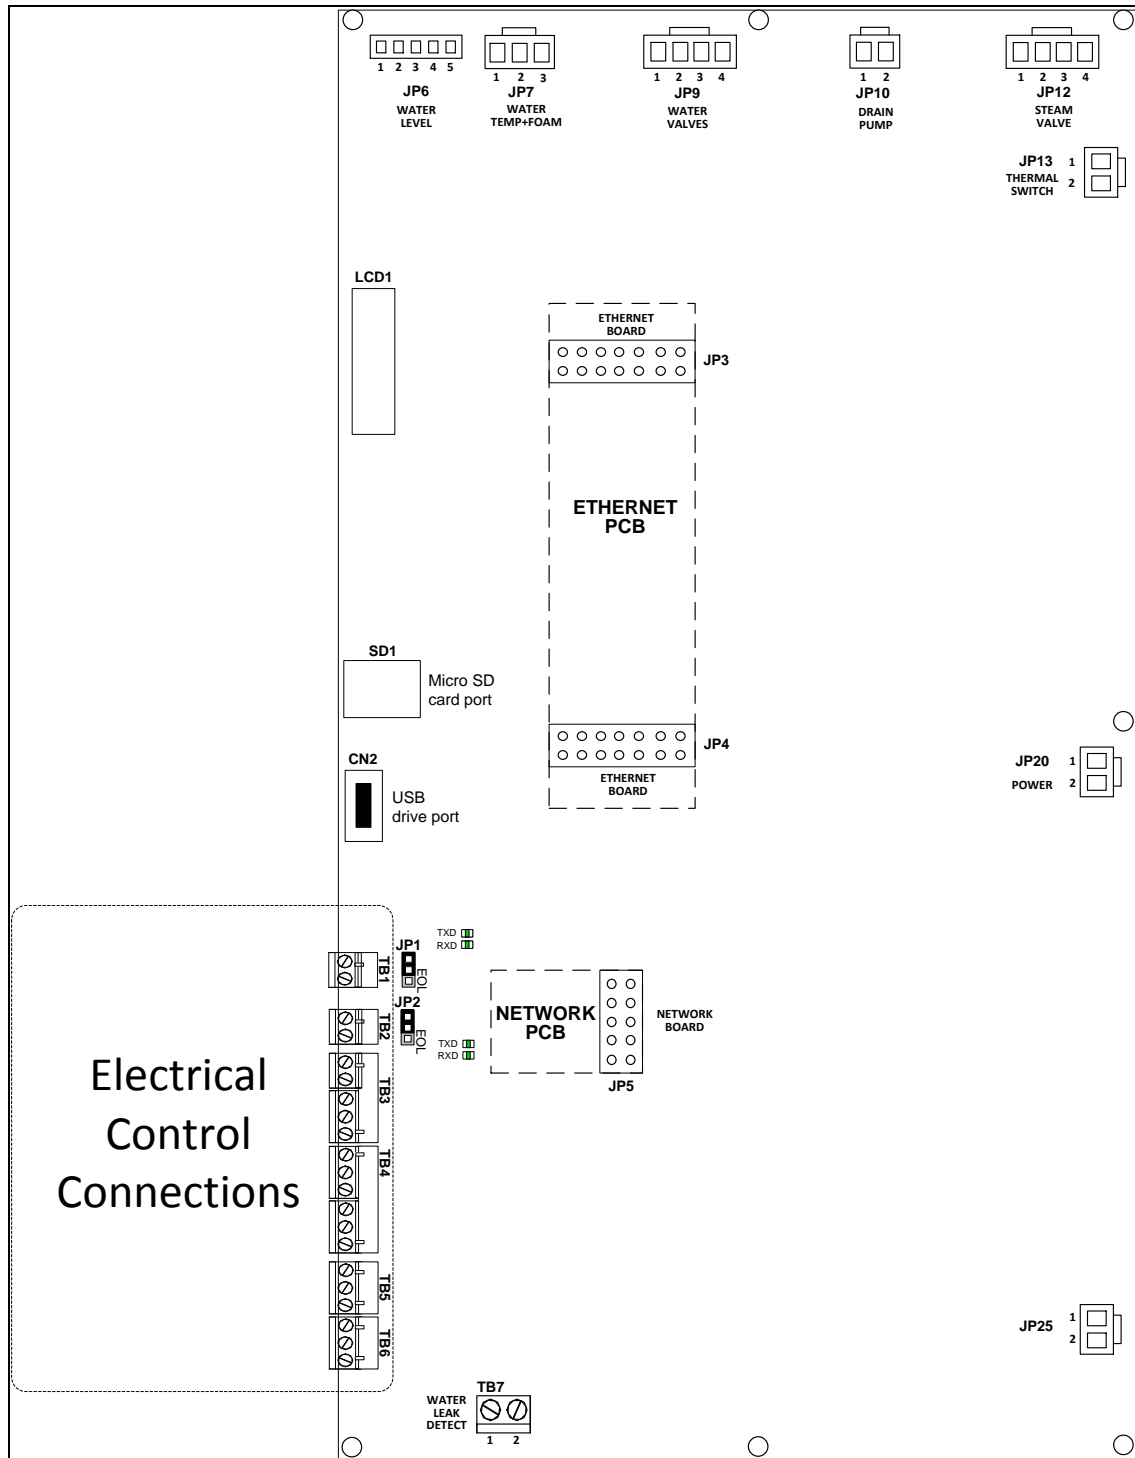 1 2 3 4 5
JP6
WATER
LEVEL
1 2 3
JP7
WATER
TEMP+FOAM
1 2 3 4
JP9
WATER
VALVES
1 2
JP10
DRAIN
PUMP
1 2 3 4
JP12
STEAM
VALVE
JP13 1
THERMAL 2
SWITCH
LCD1
ETHERNET
BOARD
JP3
ETHERNET
PCB
SD1
Micro SD
card port
JP4
ETHERNET
BOARD
CN2
USB
drive port
JP20 1
POWER 2
TXD
RXD
TB1
JP1
EOL
TB2
JP2
EOL
TXD
RXD
NETWORK
PCB
NETWORK
BOARD
JP5
Electrical
Control
Connections
TB3
TB4
TB5
TB6
JP25 1
2
TB7
WATER
LEAK
DETECT
1 2